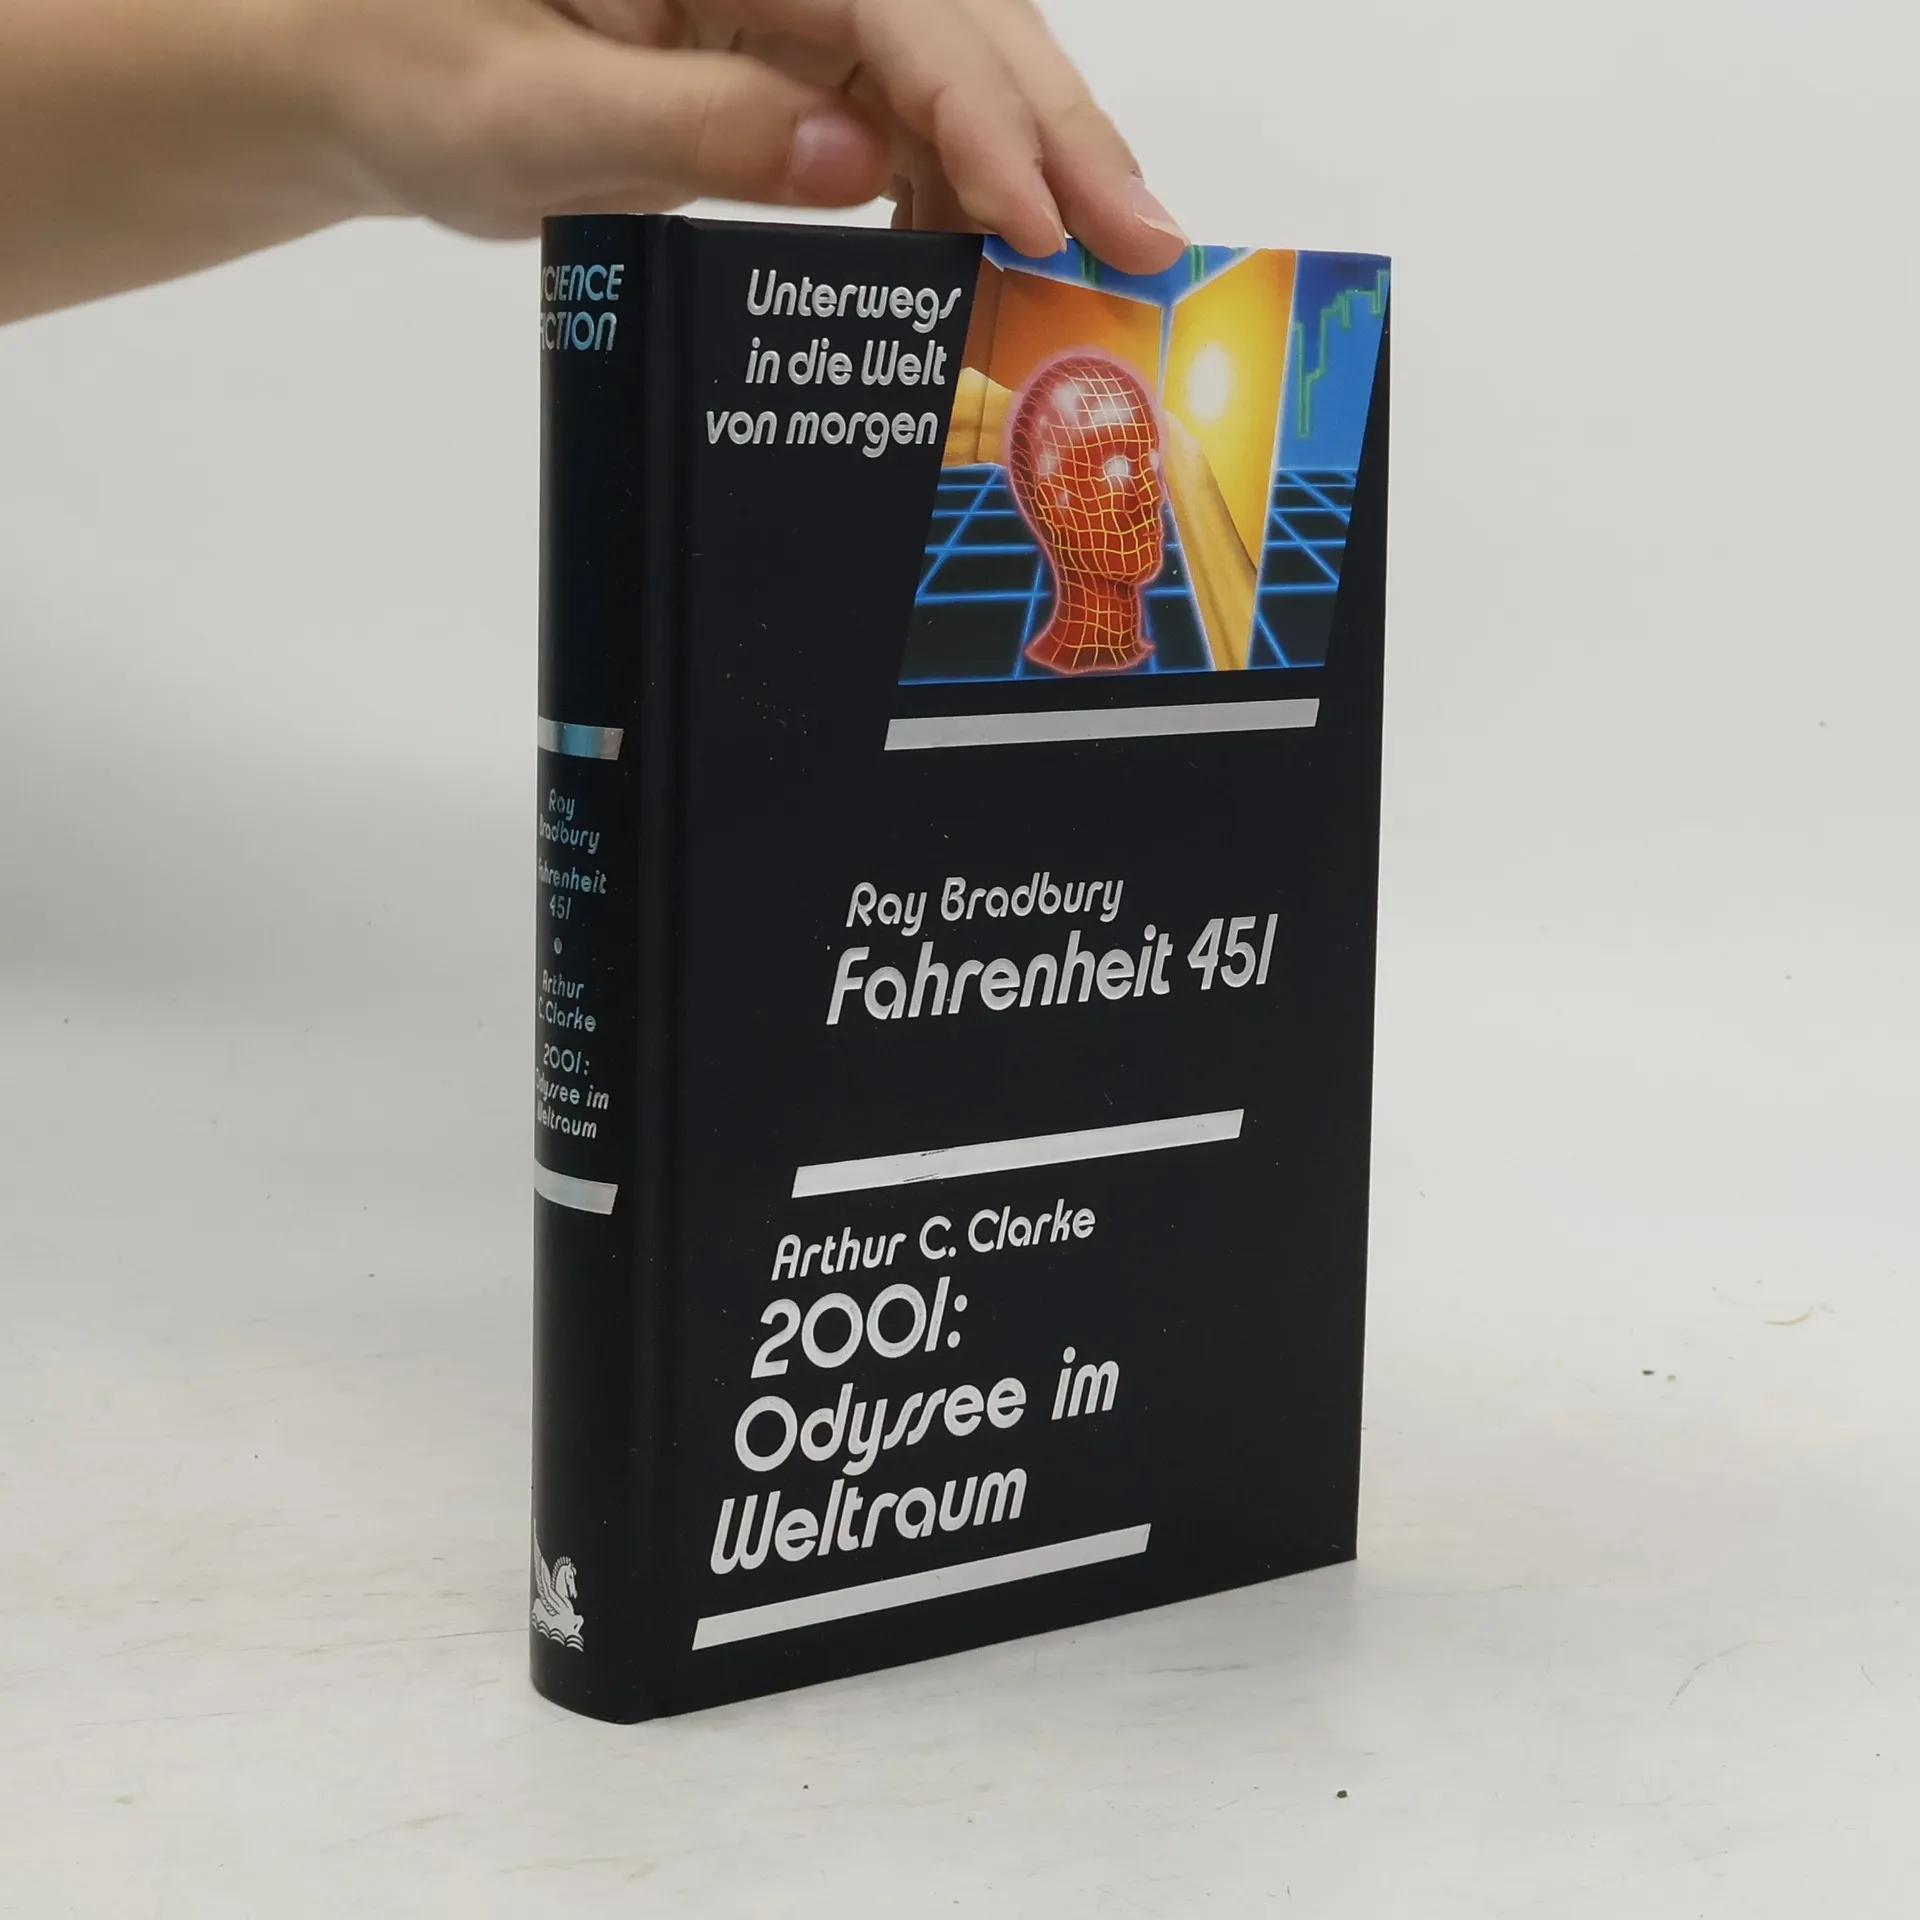 SCIENCE
FICTION
Ray
Bradbury
Fahrenheit
451
Arthur
C. Clarke
2001:
Odyssee im
Weltraum
Unterwegs
in die Welt
von morgen
Ray Bradbury
Fahrenheit 451
Arthur C. Clarke
2001:
Odyssee im
Weltraum